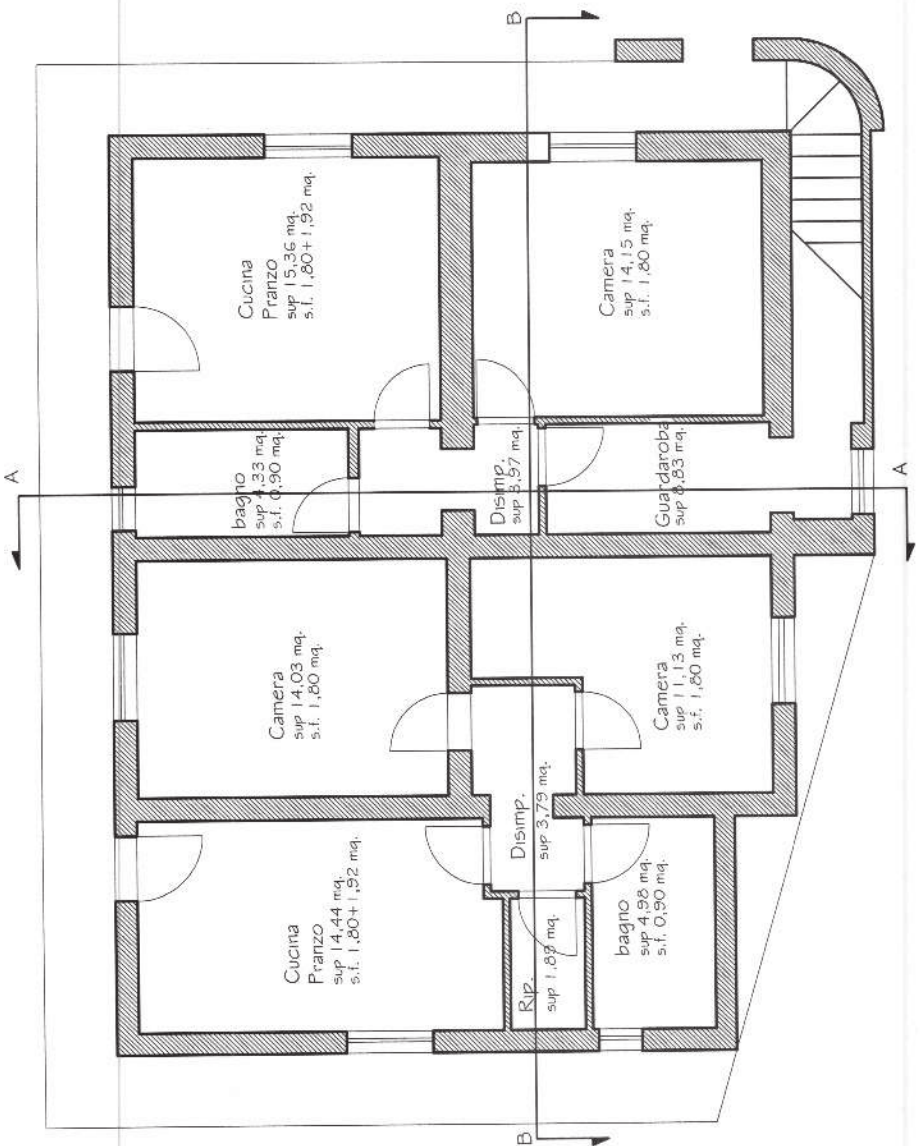 A
B
Cucina
Pranzo
sup 14,44 mq.
s.f. 1,80+1,92 mq.
Camera
sup 14,03 mq.
s.f. 1,80 mq.
bagno
sup 4,33 mq.
s.f. 0,90 mq.
Cucina
Pranzo
sup 15,36 mq.
s.f. 1,80+1,92 mq.
Rip.
sup 1,89 mq.
Disimp.
sup 3,79 mq.
Disimp.
sup 3,97 mq.
B
bagno
sup 4,98 mq.
s.f. 0,90 mq.
Camera
sup 11,13 mq.
s.f. 1,80 mq.
Guardaroba
sup 8,83 mq.
Camera
sup 14,15 mq.
s.f. 1,80 mq.
A